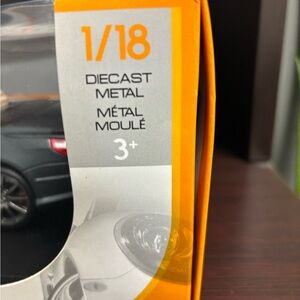 1/18
DIECAST
METAL
MÉTAL
MOULÉ
3+